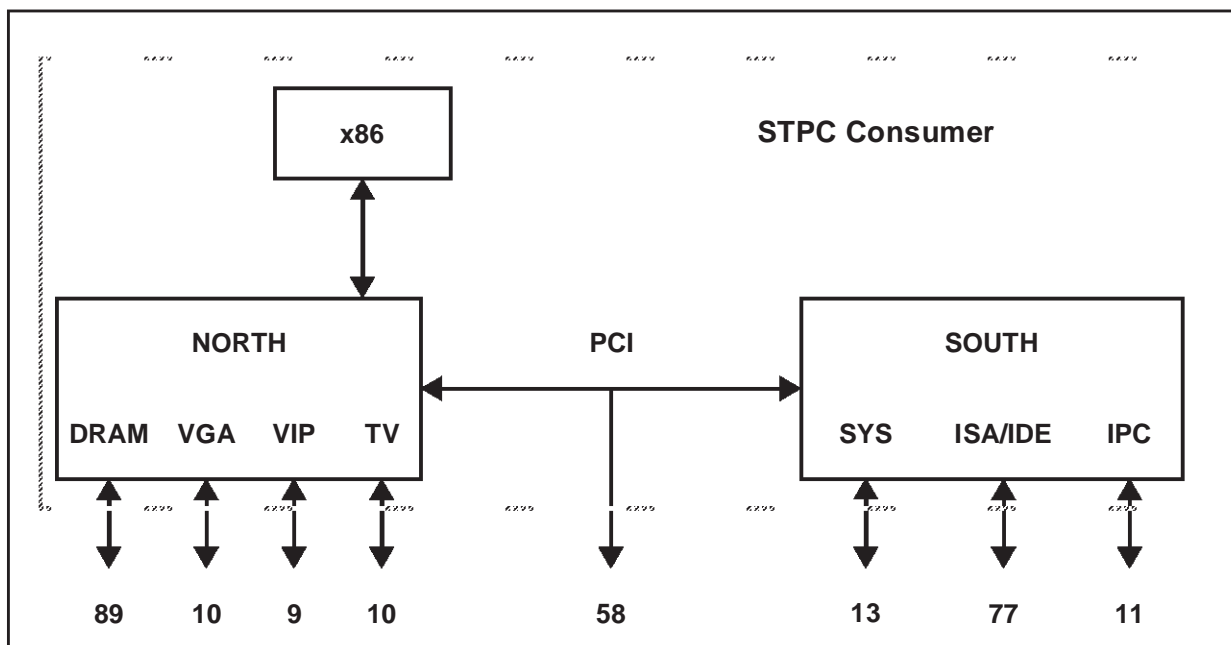 x86
STPC Consumer
NORTH
PCI
SOUTH
DRAM VGA VIP TV
SYS ISA/IDE IPC
89 10 9 10 58 13 77 11